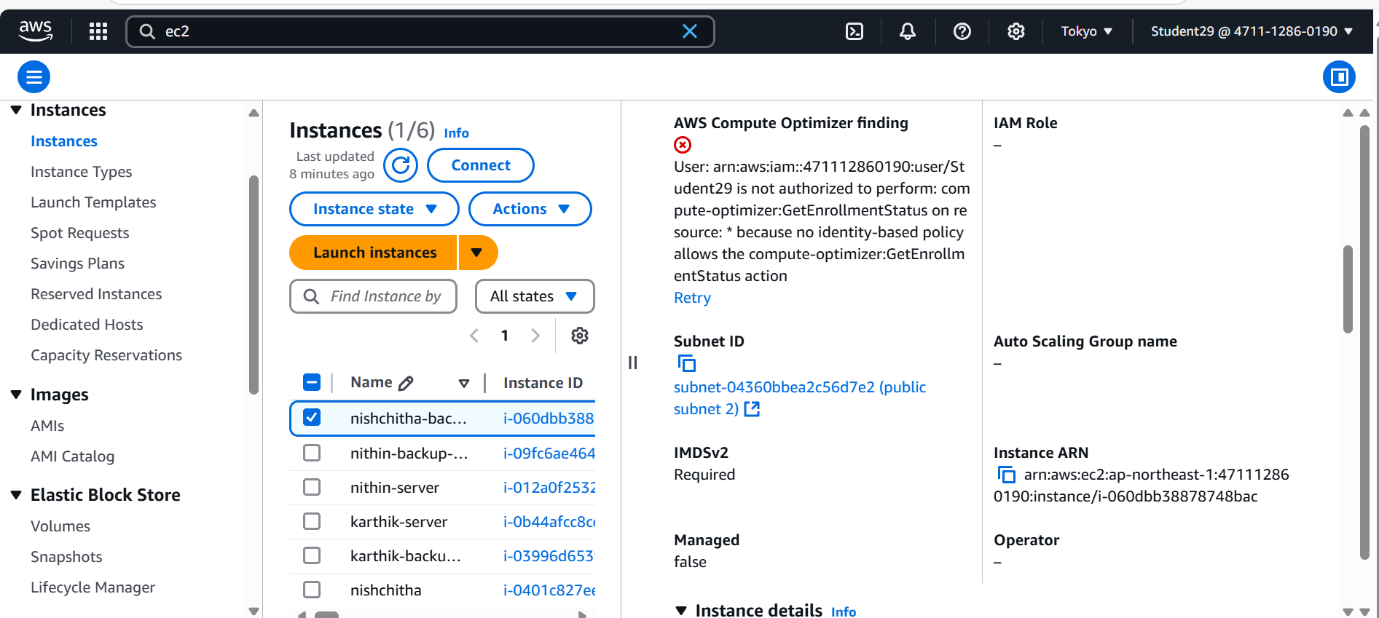 aws
ec2
Tokyo ▼
Student29 @ 4711-1286-0190 ▼
▼ Instances
Instances
Instance Types
Launch Templates
Spot Requests
Savings Plans
Reserved Instances
Dedicated Hosts
Capacity Reservations
▼ Images
AMIs
AMI Catalog
▼ Elastic Block Store
Volumes
Snapshots
Lifecycle Manager
Instances (1/6) Info
Last updated
8 minutes ago
Connect
Instance state ▼
Actions ▼
Launch instances ▼
Find Instance by
All states ▼
1
Name
Instance ID
nishchitha-bac... i-060dbb388
nithin-backup-... i-09fc6ae464
nithin-server i-012a0f2532
karthik-server i-0b44afcc8c
karthik-backu... i-03996d653
nishchitha i-0401c827ee
AWS Compute Optimizer finding
User: arn:aws:iam::471112860190:user/St
udent29 is not authorized to perform: com
pute-optimizer:GetEnrollmentStatus on re
source: * because no identity-based policy
allows the compute-optimizer:GetEnrollm
entStatus action
Retry
IAM Role
–
Subnet ID
subnet-04360bbea2c56d7e2 (public
subnet 2)
Auto Scaling Group name
–
IMDSv2
Required
Instance ARN
arn:aws:ec2:ap-northeast-1:47111286
0190:instance/i-060dbb38878748bac
Managed
false
Operator
–
▼ Instance details Info